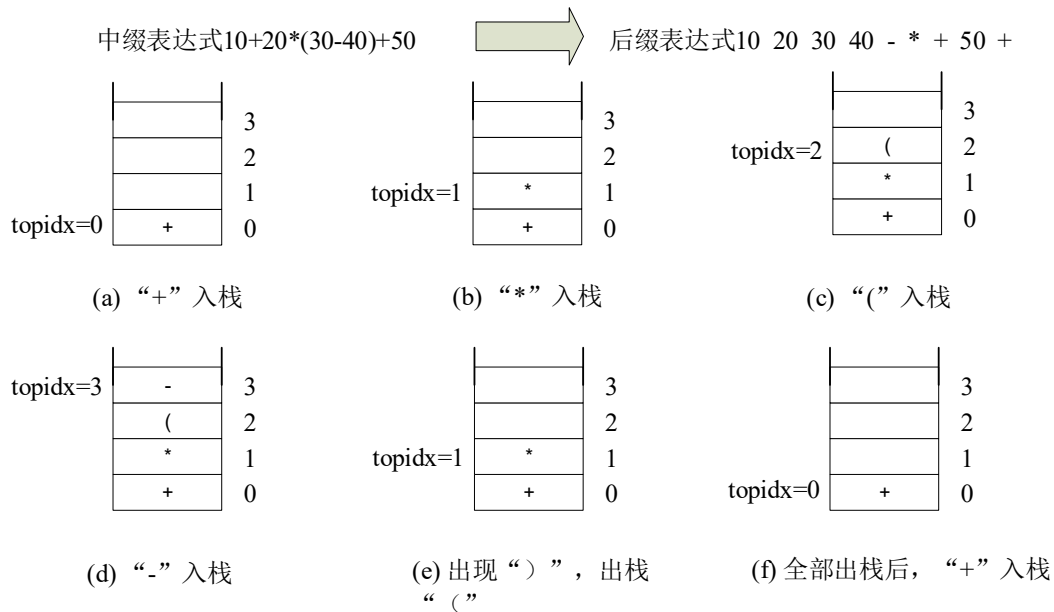 中缀表达式10+20*(30-40)+50
后缀表达式10 20 30 40 - * + 50 +
3
2
1
topidx=0 + 0
(a) “+”入栈
3
2
topidx=1 * 1
+ 0
(b) “*”入栈
3
topidx=2 ( 2
* 1
+ 0
(c) “(”入栈
topidx=3 - 3
( 2
* 1
+ 0
(d) “-”入栈
3
2
topidx=1 * 1
+ 0
(e) 出现“）”，出栈
“（”
3
2
1
topidx=0 + 0
(f) 全部出栈后，“+”入栈